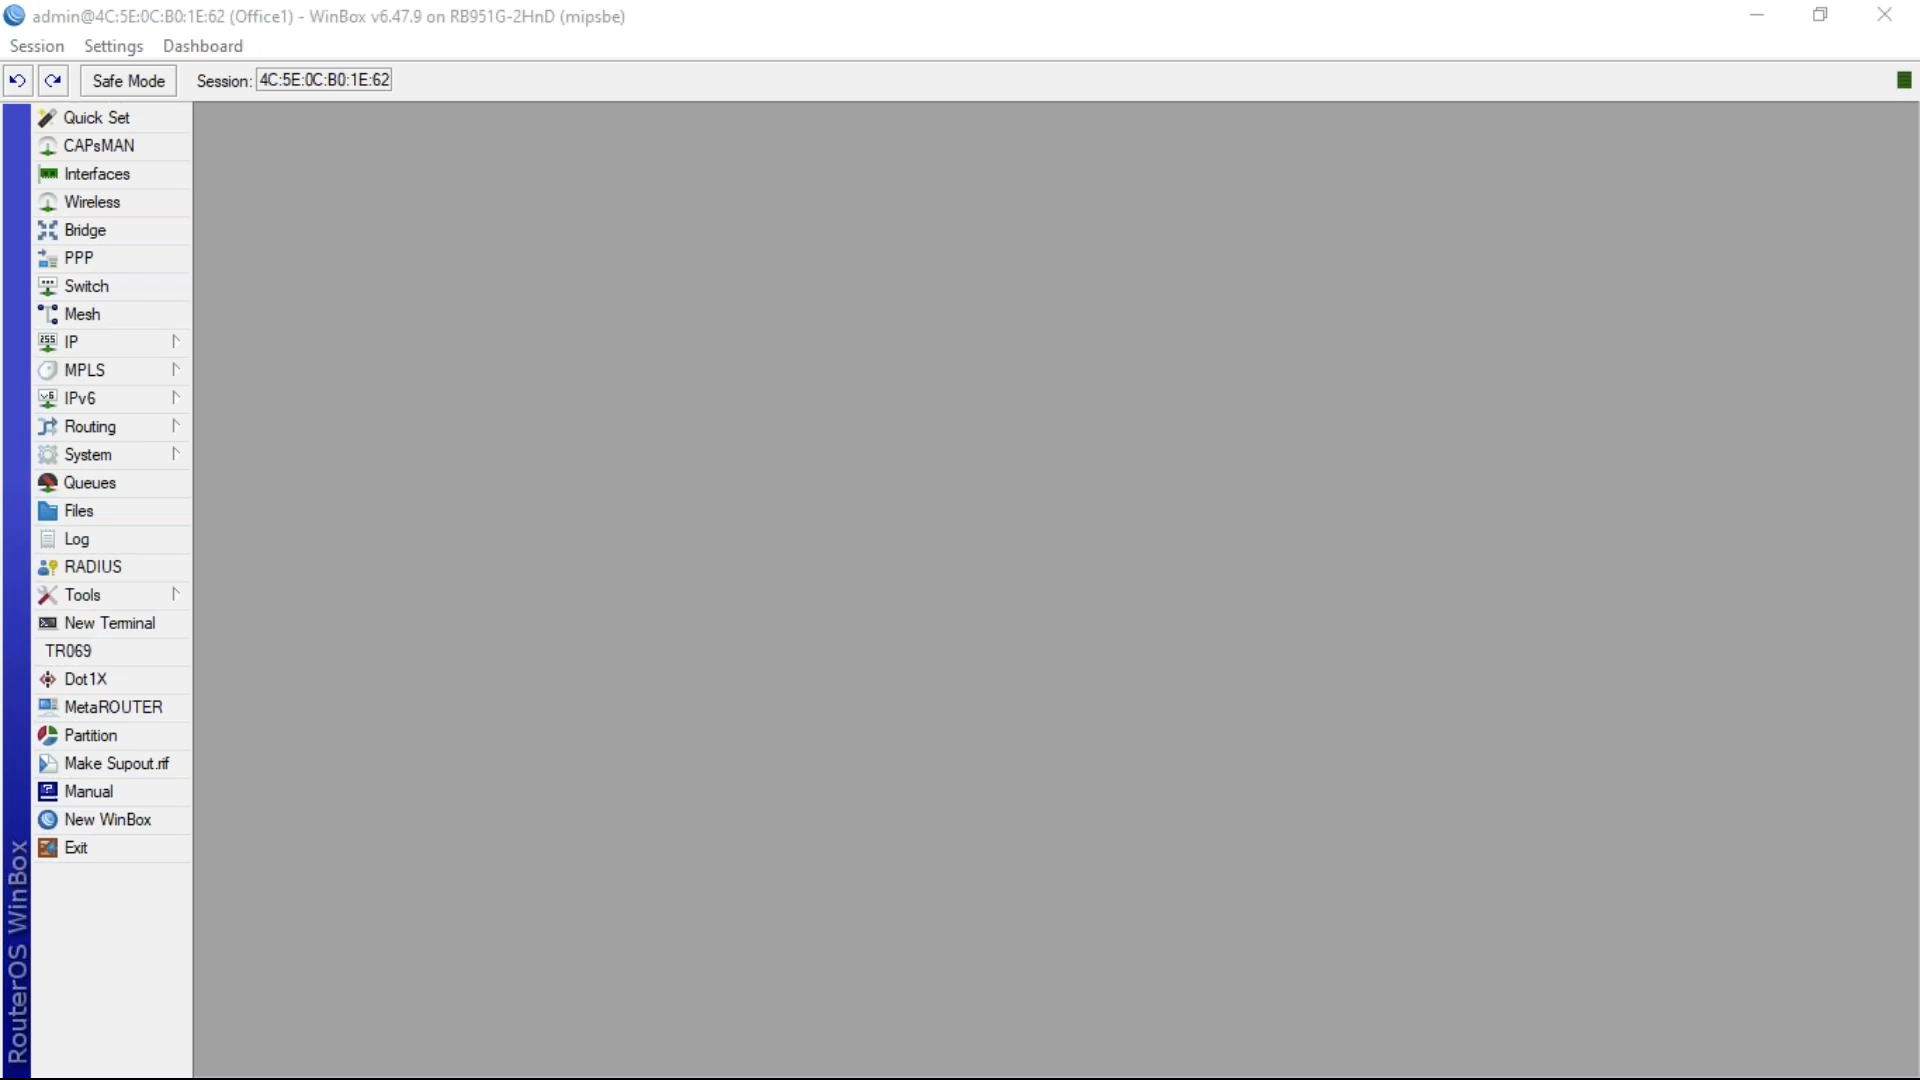 admin@4C:5E:0C:B0:1E:62 (Office1) - WinBox v6.47.9 on RB951G-2HnD (mipsbe)
Session Settings Dashboard
Safe Mode Session: 4C:5E:0C:B0:1E:62
Quick Set
CAPsMAN
Interfaces
Wireless
Bridge
PPP
Switch
Mesh
255 IP
MPLS
v6 IPv6
Routing
System
Queues
Files
Log
RADIUS
Tools
New Terminal
TR069
Dot1X
MetaROUTER
Partition
Make Supout.rif
Manual
New WinBox
Exit
RouterOS WinBox